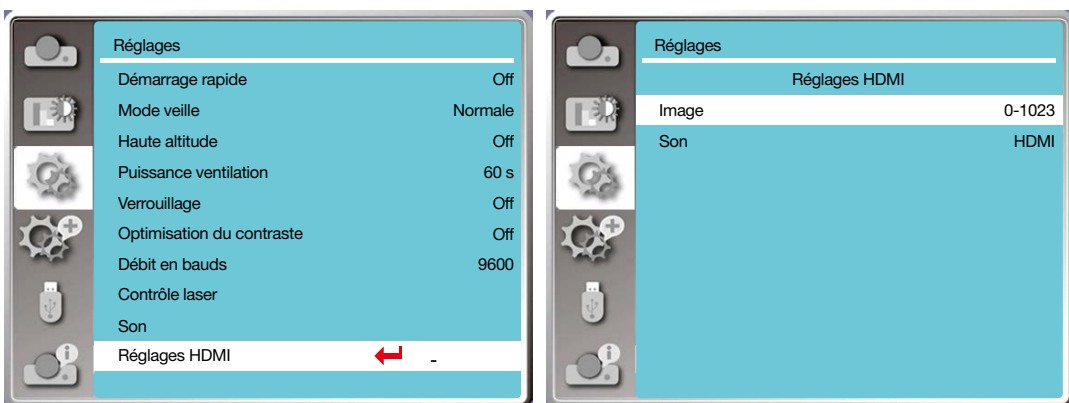 Réglages
Démarrage rapide Off
Mode veille Normale
Haute altitude Off
Puissance ventilation 60 s
Verrouillage Off
Optimisation du contraste Off
Débit en bauds 9600
Contrôle laser
Son
Réglages HDMI -
Réglages
Réglages HDMI
Image 0-1023
Son HDMI